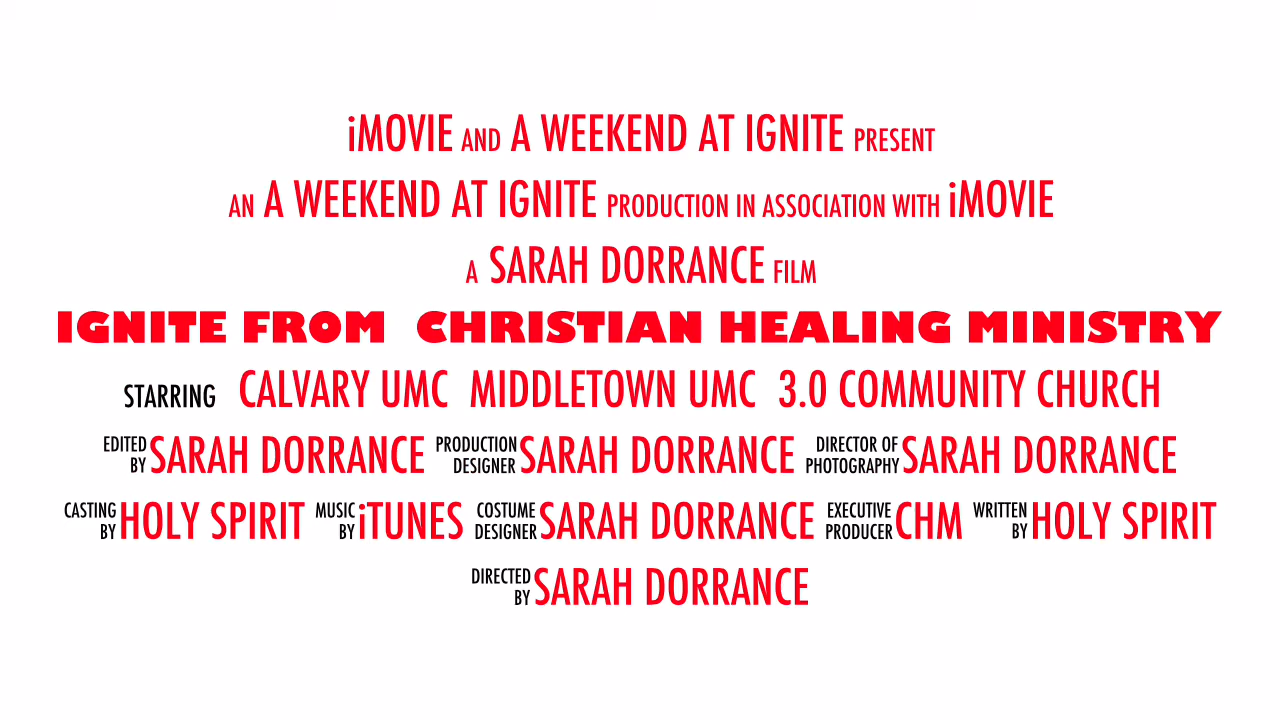 iMOVIE AND A WEEKEND AT IGNITE PRESENT
AN A WEEKEND AT IGNITE PRODUCTION IN ASSOCIATION WITH iMOVIE
A SARAH DORRANCE FILM
IGNITE FROM CHRISTIAN HEALING MINISTRY
STARRING CALVARY UMC MIDDLETOWN UMC 3.0 COMMUNITY CHURCH
EDITED BY SARAH DORRANCE PRODUCTION DESIGNER SARAH DORRANCE DIRECTOR OF PHOTOGRAPHY SARAH DORRANCE
CASTING BY HOLY SPIRIT MUSIC BY iTUNES COSTUME DESIGNER SARAH DORRANCE EXECUTIVE PRODUCER CHM WRITTEN BY HOLY SPIRIT
DIRECTED BY SARAH DORRANCE